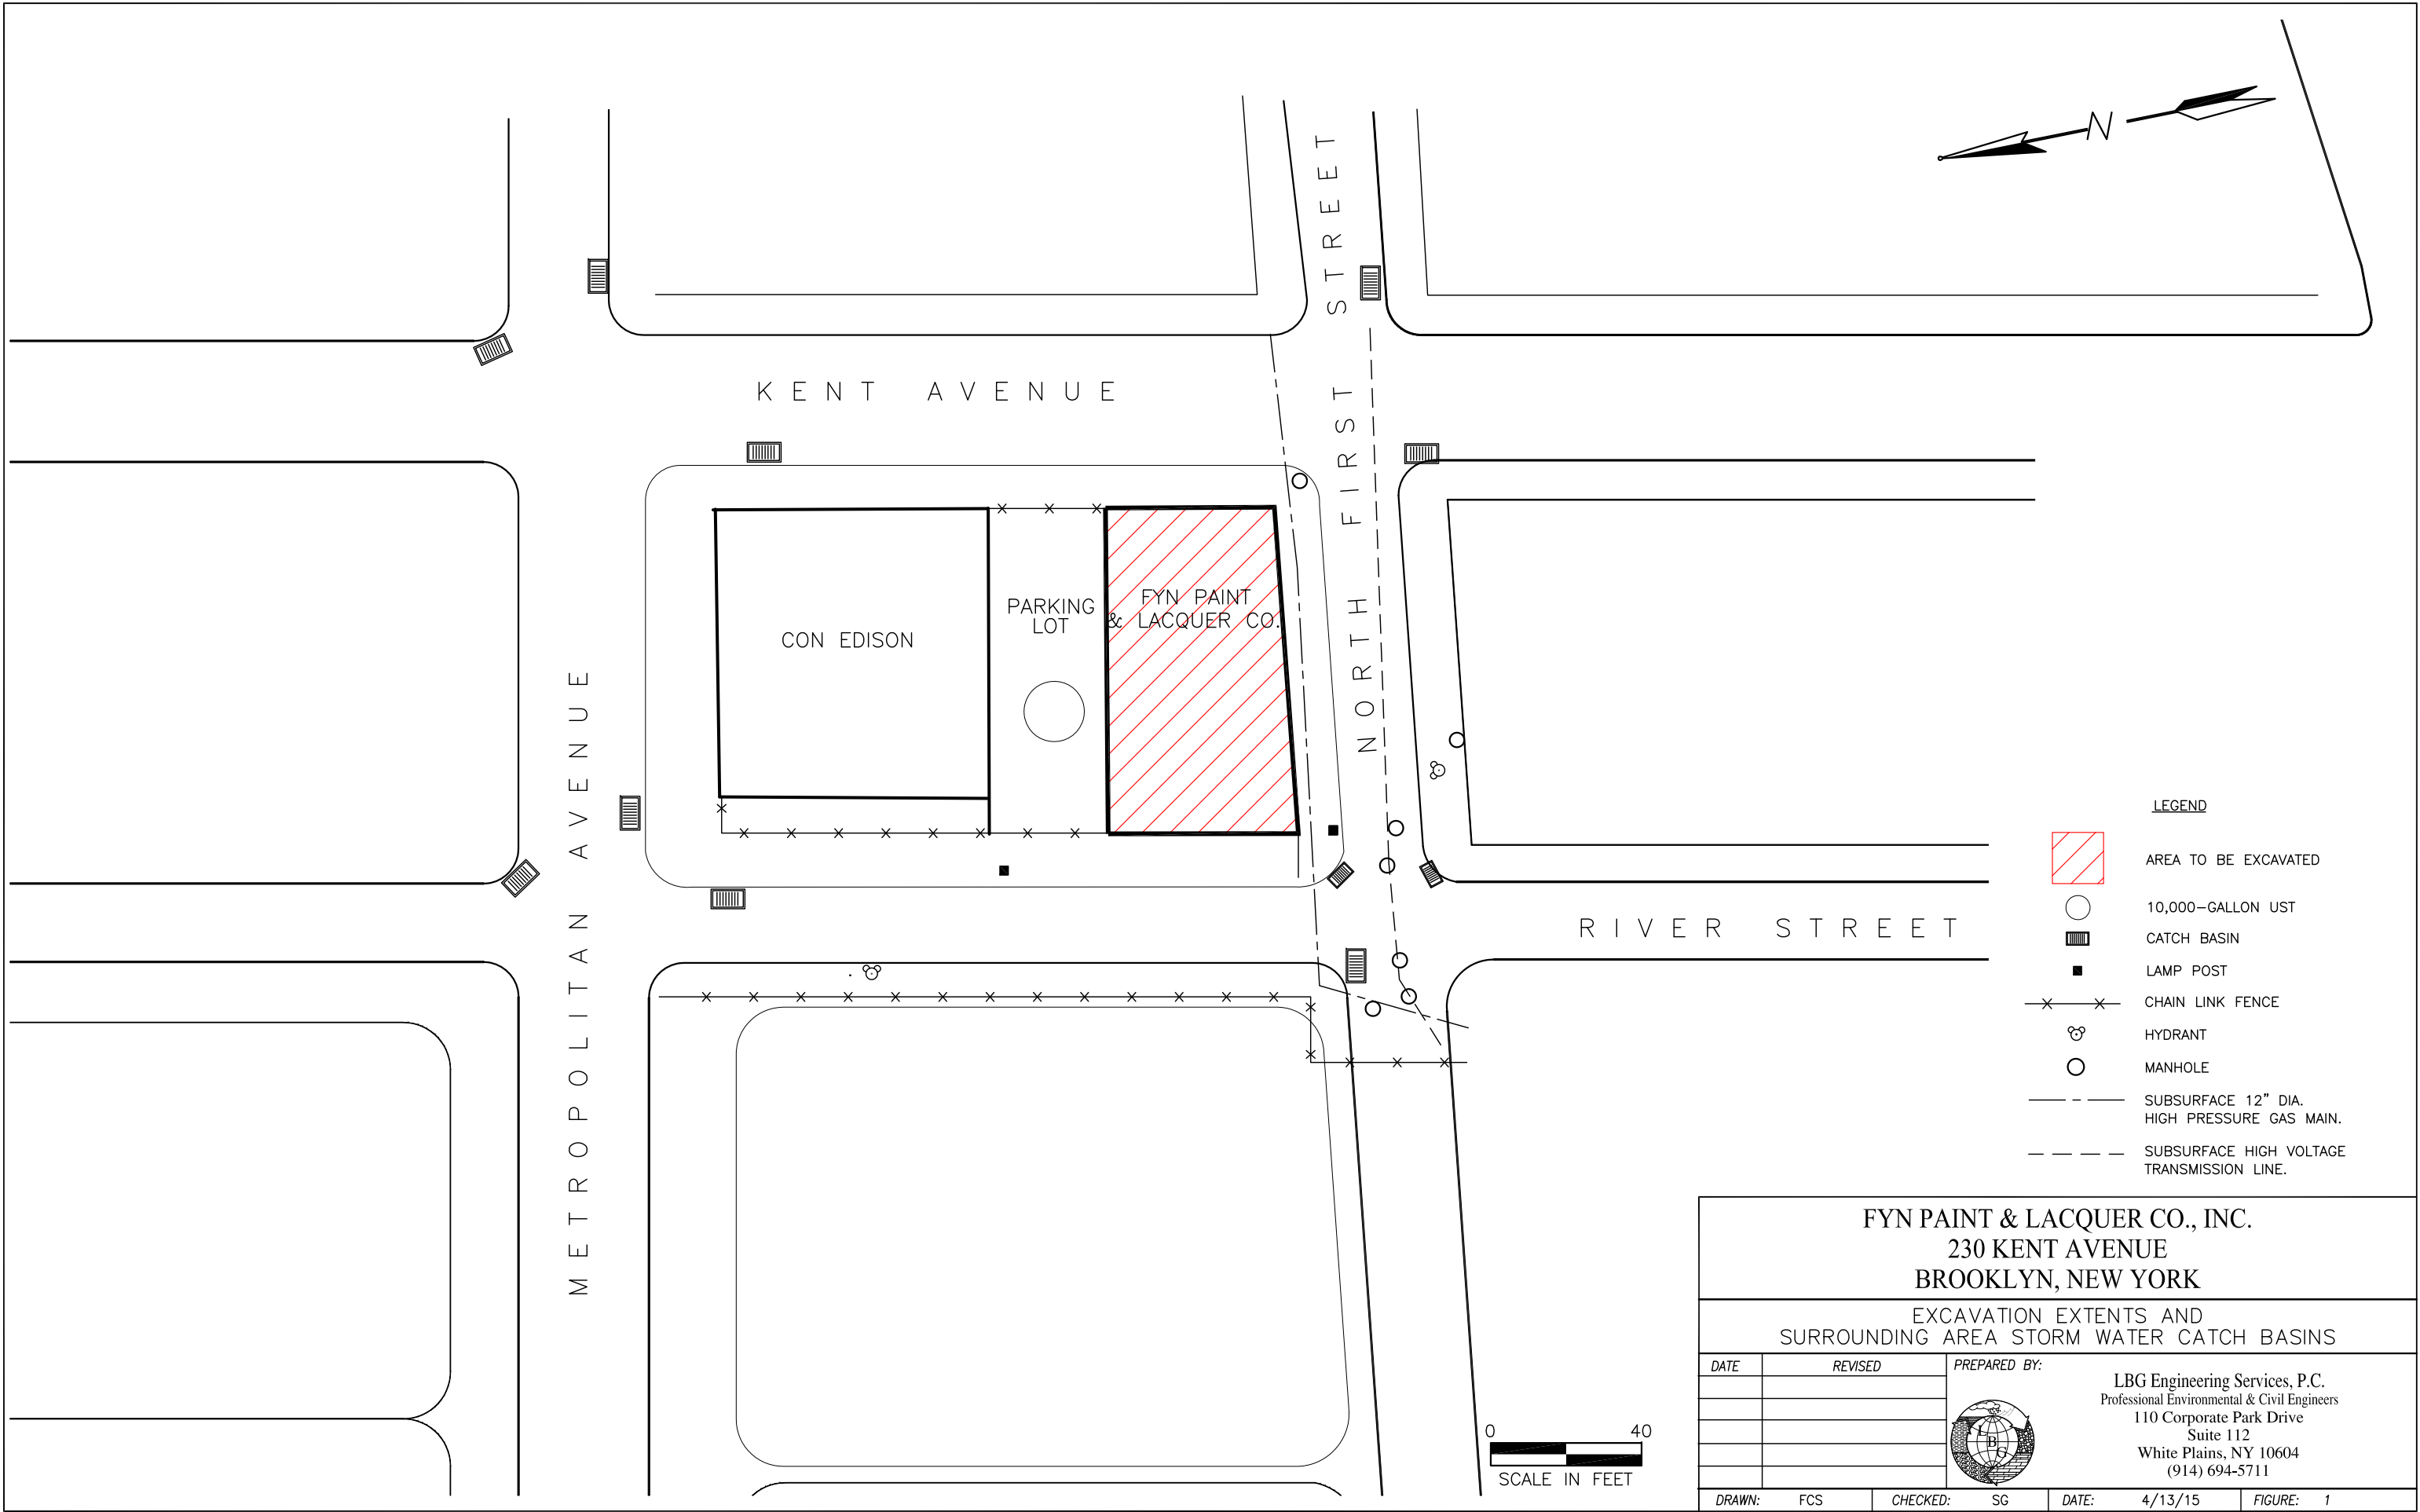 N
NORTH FIRST STREET
KENT AVENUE
CON EDISON
PARKING
LOT
FYN PAINT
& LACQUER CO.
METROPOLITAN AVENUE
RIVER STREET
LEGEND
AREA TO BE EXCAVATED
10,000-GALLON UST
CATCH BASIN
LAMP POST
CHAIN LINK FENCE
HYDRANT
MANHOLE
SUBSURFACE 12" DIA.
HIGH PRESSURE GAS MAIN.
SUBSURFACE HIGH VOLTAGE
TRANSMISSION LINE.
0 40
SCALE IN FEET
FYN PAINT & LACQUER CO., INC.
230 KENT AVENUE
BROOKLYN, NEW YORK
EXCAVATION EXTENTS AND
SURROUNDING AREA STORM WATER CATCH BASINS
DATE REVISED PREPARED BY:
LBG
LBG Engineering Services, P.C.
Professional Environmental & Civil Engineers
110 Corporate Park Drive
Suite 112
White Plains, NY 10604
(914) 694-5711
DRAWN: FCS CHECKED: SG DATE: 4/13/15 FIGURE: 1